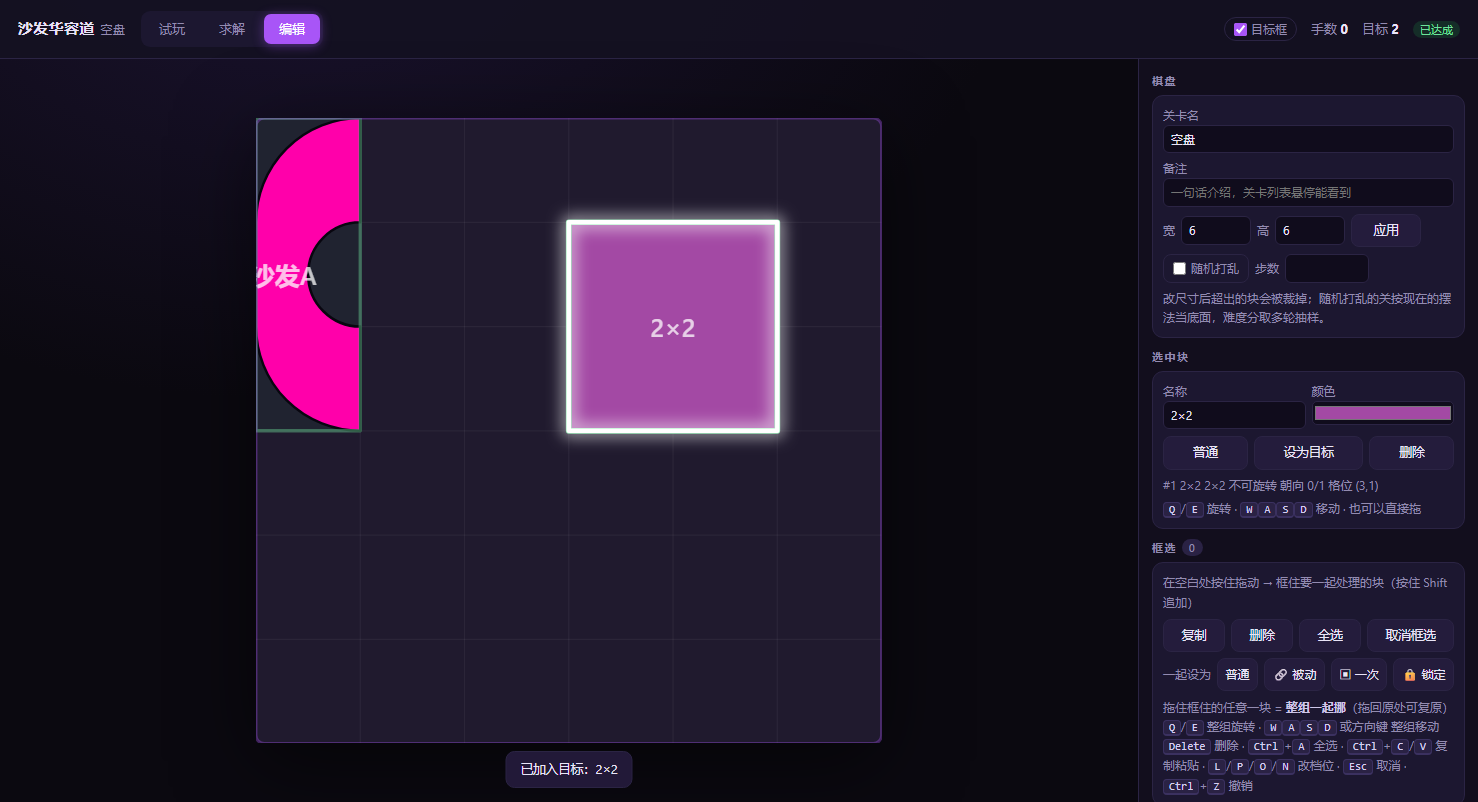 沙发华容道 空盘 试玩 求解 编辑 目标框 手数 0 目标 2 已达成
沙发A
2×2
已加入目标：2×2
棋盘
关卡名
空盘
备注
一句话介绍，关卡列表悬停能看到
宽 6 高 6 应用
随机打乱 步数
改尺寸后超出的块会被裁掉；随机打乱的关按现在的摆
法当底面，难度分取多轮抽样。
选中块
名称 颜色
2×2
普通 设为目标 删除
#1 2×2 2×2 不可旋转 朝向 0/1 格位 (3,1)
Q/E 旋转 · W A S D 移动 · 也可以直接拖
框选 0
在空白处按住拖动 → 框住要一起处理的块（按住 Shift
追加）
复制 删除 全选 取消框选
一起设为 普通 🔗 被动 ▣ 一次 🔒 锁定
拖住框住的任意一块 = 整组一起挪（拖回原处可复原）
Q/E 整组旋转 · W A S D 或方向键 整组移动
Delete 删除 · Ctrl+A 全选 · Ctrl+C/V 复
制粘贴 · L/P/O/N 改档位 · Esc 取消 ·
Ctrl+Z 撤销